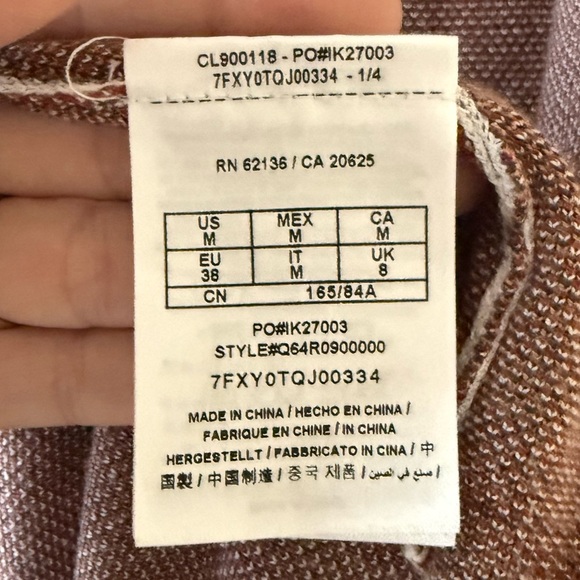 CL900118 - PO#IK27003
7FXY0TQJ00334 - 1/4
RN 62136 / CA 20625
US MEX CA
M M M
EU IT UK
38 M 8
CN 165/84A
PO#IK27003
STYLE#Q64R0900000
7FXY0TQJ00334
MADE IN CHINA / HECHO EN CHINA /
FABRIQUE EN CHINE / IN CHINA
HERGESTELLT / FABBRICATO IN CINA / 中
国製 / 中国制造 / 중국 제품 / صنع في الصين /